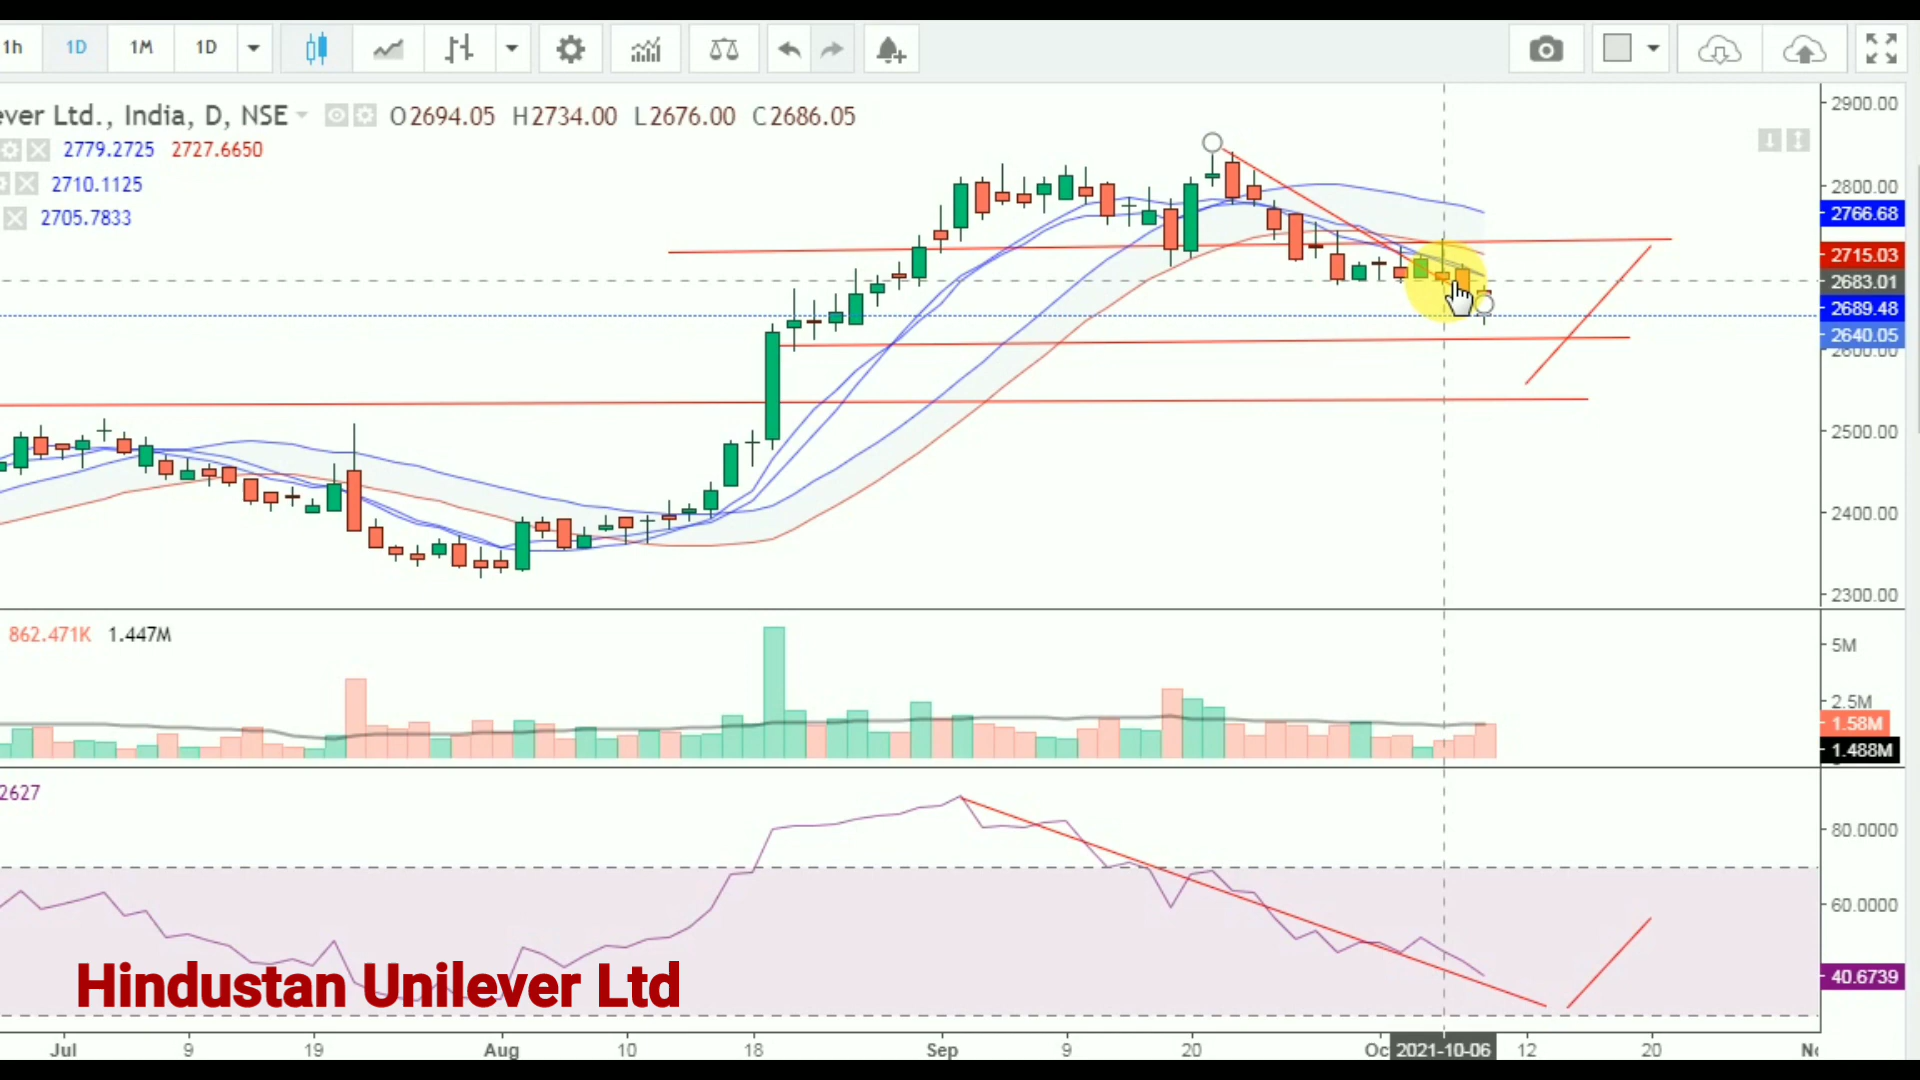 1h 1D 1M 1D
ever Ltd., India, D, NSE O2694.05 H2734.00 L2676.00 C2686.05
2779.2725 2727.6650
2710.1125
2705.7833
2900.00
2800.00
2766.68
2715.03
2683.01
2689.48
2640.05
2600.00
2500.00
2400.00
2300.00
862.471K 1.447M
5M
2.5M
1.58M
1.488M
2627
80.0000
60.0000
40.6739
Hindustan Unilever Ltd
Jul 9 19 Aug 10 18 Sep 9 20 Oc 2021-10-06 12 20 No